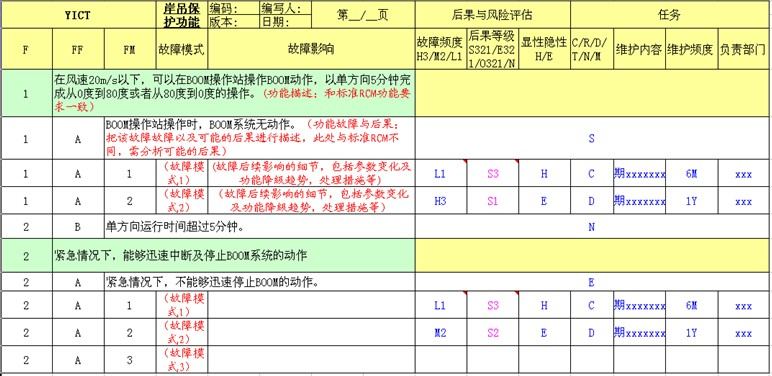 YICT 岸吊保护功能 编码: 编写人: 第__/__页 后果与风险评估 任务
版本: 日期:
F FF FM 故障模式 故障影响 故障频度H3/M2/L1 后果等级S321/E321/O321/N 显性隐性H/E C/R/D/T/N/M 维护内容 维护频度 负责部门
1 在风速20m/s以下，可以在BOOM操作站操作BOOM动作，以单方向5分钟完
成从0度到80度或者从80度到0度的操作。(功能描述；和标准RCM功能要
求一致)
1 A BOOM操作站操作时，BOOM系统无动作。（功能故障与后果；
把该故障故障以及可能的后果进行描述，此处与标准RCM不
同，需分析可能的后果） S
1 A 1 (故障模式,1) (故障后续影响的细节，包括参数变化及功能降级趋势，处理措施等) L1 S3 H C 期xxxxxxx 6M xxx
1 A 2 (故障模式,2) (故障后续影响的细节，包括参数变化及功能降级趋势，处理措施等) H3 S1 E D 期xxxxxxx 1Y xxx
2 B 单方向运行时间超过5分钟。 N
2 紧急情况下，能够迅速中断及停止BOOM系统的动作
2 A 紧急情况下，不能够迅速停止BOOM的动作。 E
2 A 1 (故障模式,1) L1 S3 H C 期xxxxxxx 6M xxx
2 A 2 (故障模式,2) M2 S2 E D 期xxxxxxx 1Y xxx
2 A 3 (故障模式,3)